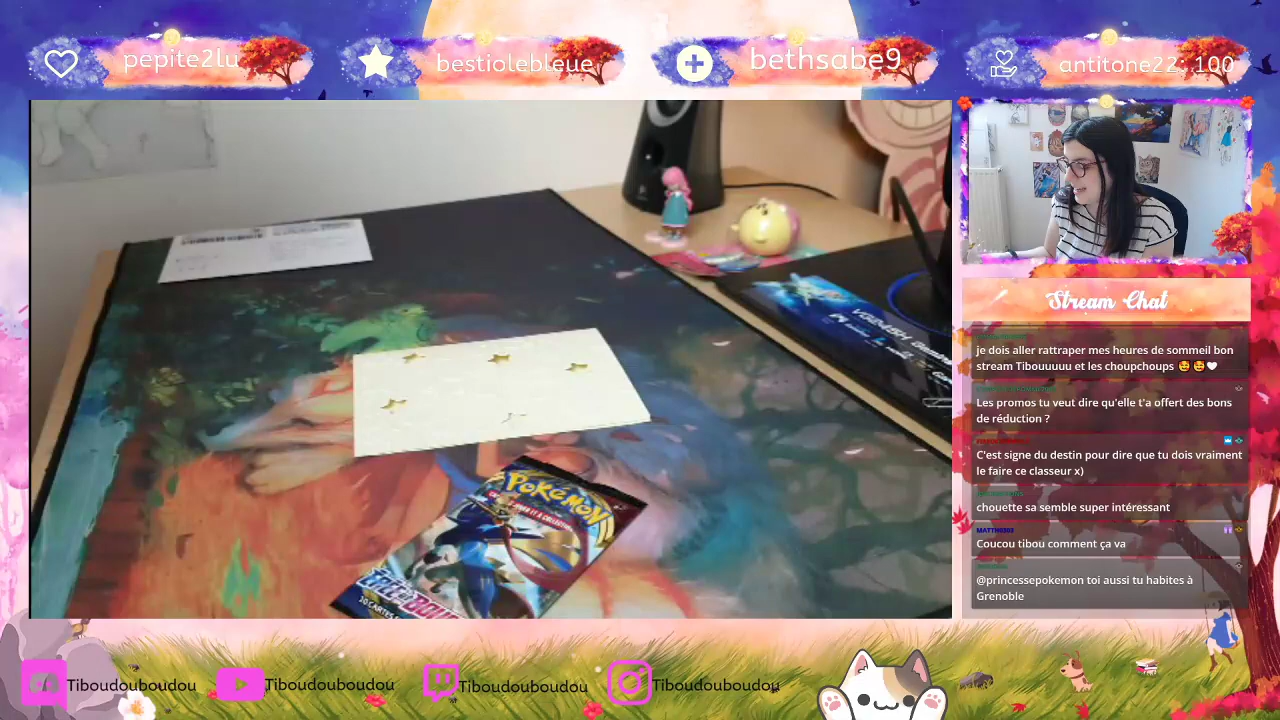 pepite2lu
bestiolebleue
bethsabe9
antitone22: 100
Stream Chat
je dois aller rattraper mes heures de sommeil bon
stream Tibouuuuu et les choupchoups
Les promos tu veut dire qu'elle t'a offert des bons
de réduction ?
C'est signe du destin pour dire que tu dois vraiment
le faire ce classeur x)
chouette sa semble super intéressant
Coucou tibou comment ça va
@princessepokemon toi aussi tu habites à
Grenoble
POKéMON
10 CARTES
Tiboudouboudou
Tiboudouboudou
Tiboudouboudou
Tiboudouboudou